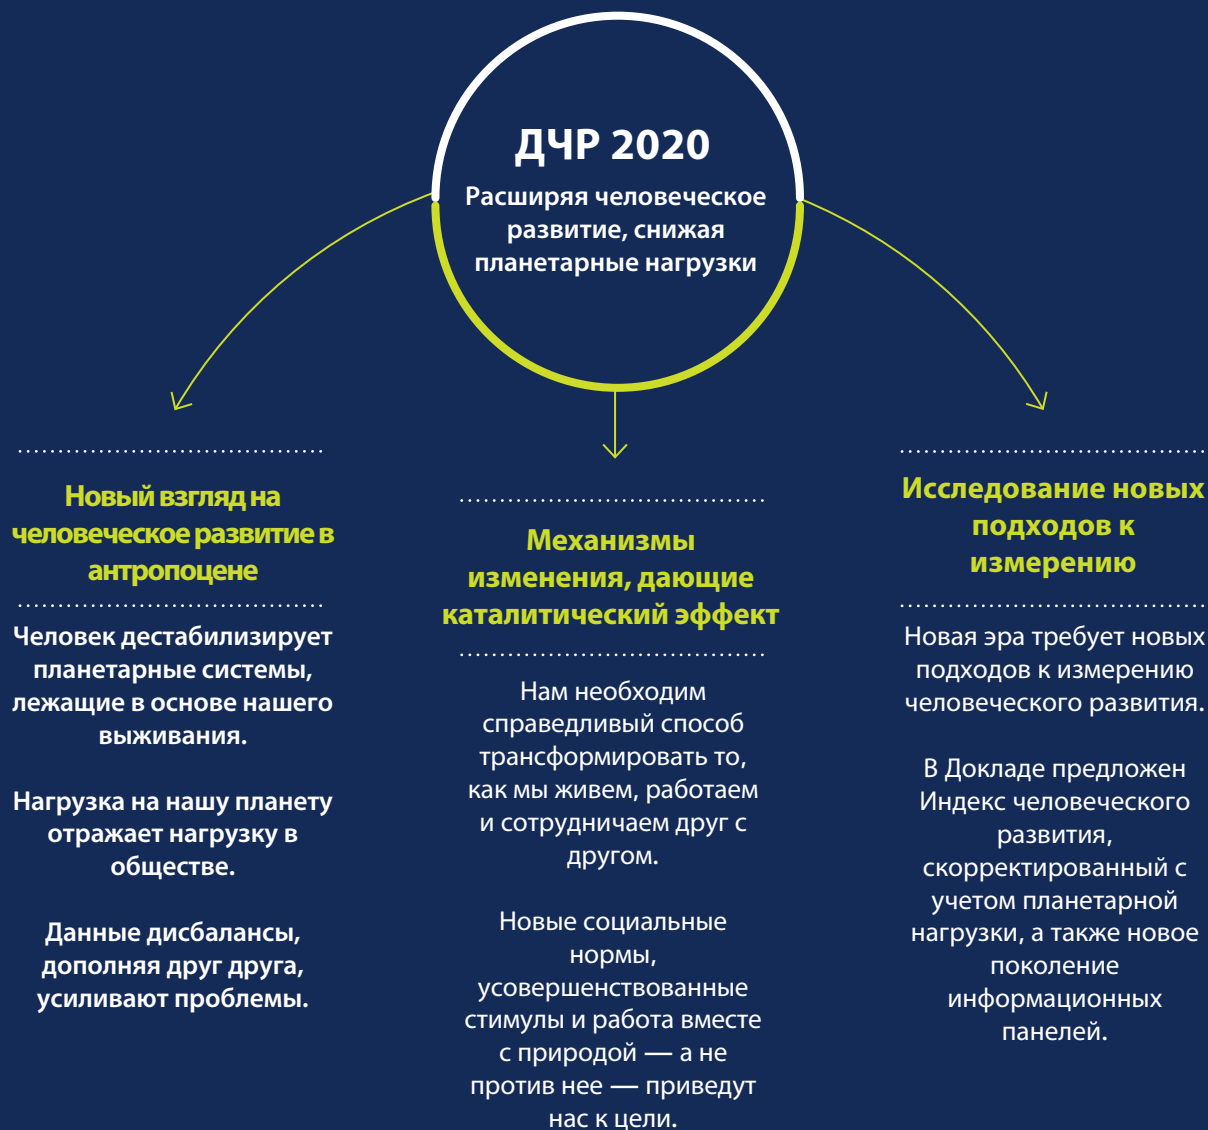 ДЧР 2020
Расширяя человеческое
развитие, снижая
планетарные нагрузки
Новый взгляд на
человеческое развитие в
антропоцене
Человек дестабилизирует
планетарные системы,
лежащие в основе нашего
выживания.
Нагрузка на нашу планету
отражает нагрузку в
обществе.
Данные дисбалансы,
дополняя друг друга,
усиливают проблемы.
Механизмы
изменения, дающие
каталитический эффект
Нам необходим
справедливый способ
трансформировать то,
как мы живем, работаем
и сотрудничаем друг с
другом.
Новые социальные
нормы,
усовершенствованные
стимулы и работа вместе
с природой — а не
против нее — приведут
нас к цели.
Исследование новых
подходов к
измерению
Новая эра требует новых
подходов к измерению
человеческого развития.
В Докладе предложен
Индекс человеческого
развития,
скорректированный с
учетом планетарной
нагрузки, а также новое
поколение
информационных
панелей.